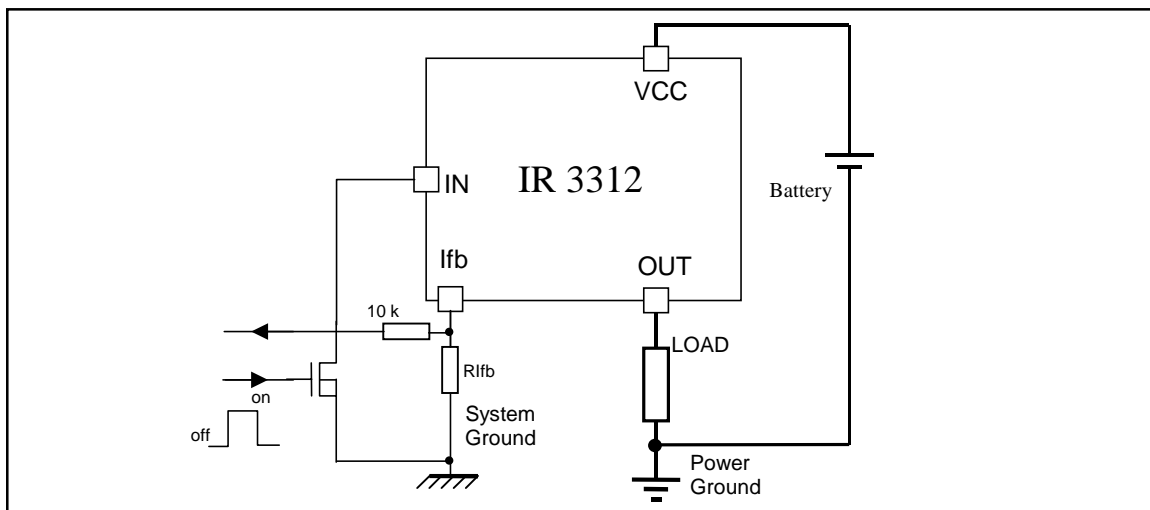 VCC
IN
IR 3312
Battery
Ifb
OUT
10 k
LOAD
RIfb
on
off
System
Ground
Power
Ground